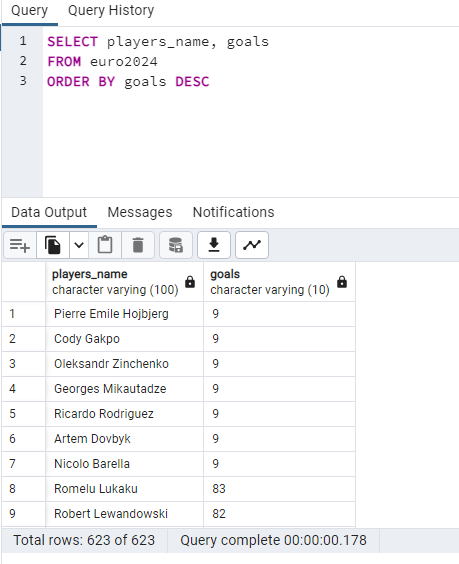 Query Query History
1 SELECT players_name, goals
2 FROM euro2024
3 ORDER BY goals DESC
Data Output Messages Notifications
players_name goals
character varying (100) character varying (10)
1 Pierre Emile Hojbjerg 9
2 Cody Gakpo 9
3 Oleksandr Zinchenko 9
4 Georges Mikautadze 9
5 Ricardo Rodriguez 9
6 Artem Dovbyk 9
7 Nicolo Barella 9
8 Romelu Lukaku 83
9 Robert Lewandowski 82
Total rows: 623 of 623 Query complete 00:00:00.178